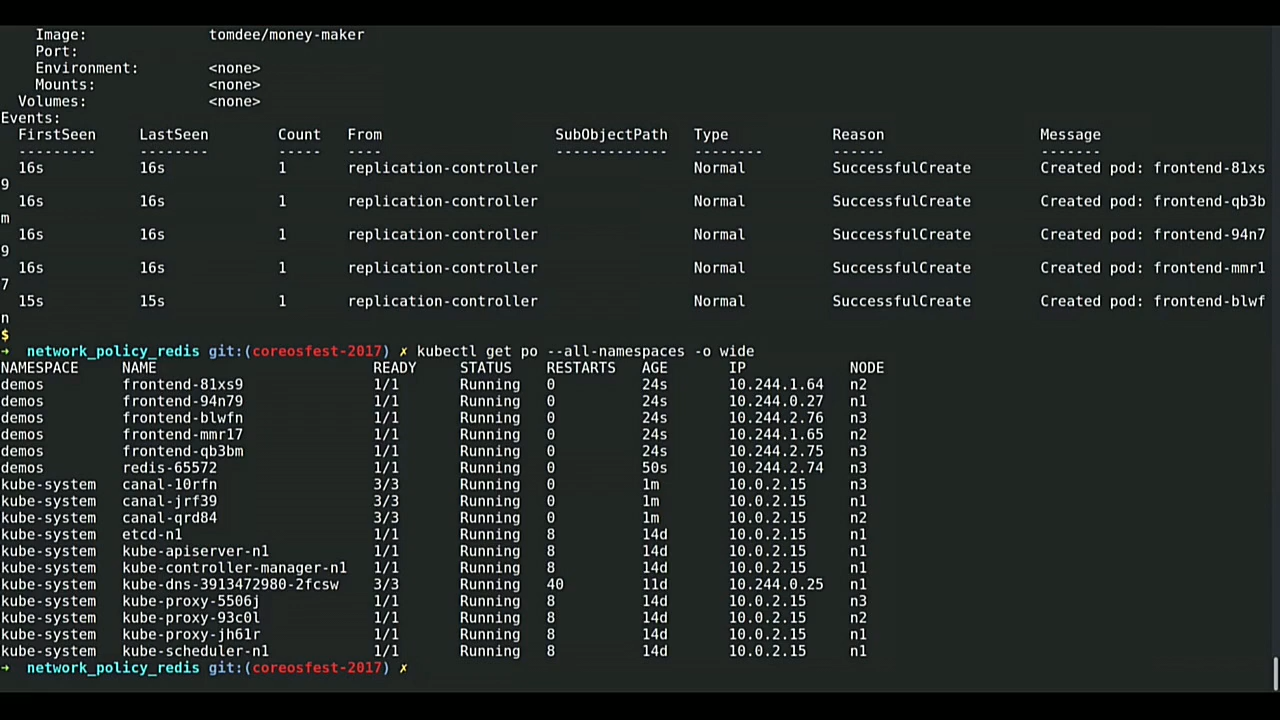 Image: tomdee/money-maker
Port:
Environment: <none>
Mounts: <none>
Volumes: <none>
Events:
FirstSeen LastSeen Count From SubObjectPath Type Reason Message
--------- -------- ----- ---- ------------- -------- ------ -------
16s 16s 1 replication-controller Normal SuccessfulCreate Created pod: frontend-81xs
9
16s 16s 1 replication-controller Normal SuccessfulCreate Created pod: frontend-qb3b
m
16s 16s 1 replication-controller Normal SuccessfulCreate Created pod: frontend-94n7
9
16s 16s 1 replication-controller Normal SuccessfulCreate Created pod: frontend-mmr1
7
15s 15s 1 replication-controller Normal SuccessfulCreate Created pod: frontend-blwf
n
$
→ network_policy_redis git:(coreosfest-2017) ✗ kubectl get po --all-namespaces -o wide
NAMESPACE NAME READY STATUS RESTARTS AGE IP NODE
demos frontend-81xs9 1/1 Running 0 24s 10.244.1.64 n2
demos frontend-94n79 1/1 Running 0 24s 10.244.0.27 n1
demos frontend-blwfn 1/1 Running 0 24s 10.244.2.76 n3
demos frontend-mmr17 1/1 Running 0 24s 10.244.1.65 n2
demos frontend-qb3bm 1/1 Running 0 24s 10.244.2.75 n3
demos redis-65572 1/1 Running 0 50s 10.244.2.74 n3
kube-system canal-10rfn 3/3 Running 0 1m 10.0.2.15 n3
kube-system canal-jrf39 3/3 Running 0 1m 10.0.2.15 n1
kube-system canal-qrd84 3/3 Running 0 1m 10.0.2.15 n2
kube-system etcd-n1 1/1 Running 8 14d 10.0.2.15 n1
kube-system kube-apiserver-n1 1/1 Running 8 14d 10.0.2.15 n1
kube-system kube-controller-manager-n1 1/1 Running 8 14d 10.0.2.15 n1
kube-system kube-dns-3913472980-2fcsw 3/3 Running 40 11d 10.244.0.25 n1
kube-system kube-proxy-5506j 1/1 Running 8 14d 10.0.2.15 n3
kube-system kube-proxy-93c0l 1/1 Running 8 14d 10.0.2.15 n2
kube-system kube-proxy-jh61r 1/1 Running 8 14d 10.0.2.15 n1
kube-system kube-scheduler-n1 1/1 Running 8 14d 10.0.2.15 n1
→ network_policy_redis git:(coreosfest-2017) ✗